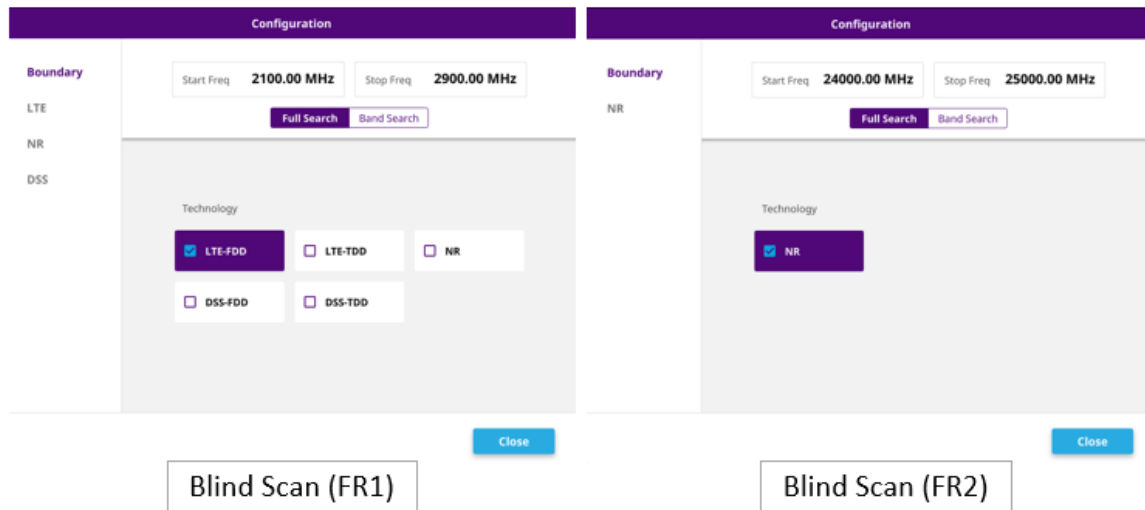 Configuration
Boundary
LTE
NR
DSS
Start Freq 2100.00 MHz Stop Freq 2900.00 MHz
Full Search Band Search
Technology
LTE-FDD LTE-TDD NR
DSS-FDD DSS-TDD
Close
Blind Scan (FR1)
Configuration
Boundary
NR
Start Freq 24000.00 MHz Stop Freq 25000.00 MHz
Full Search Band Search
Technology
NR
Close
Blind Scan (FR2)